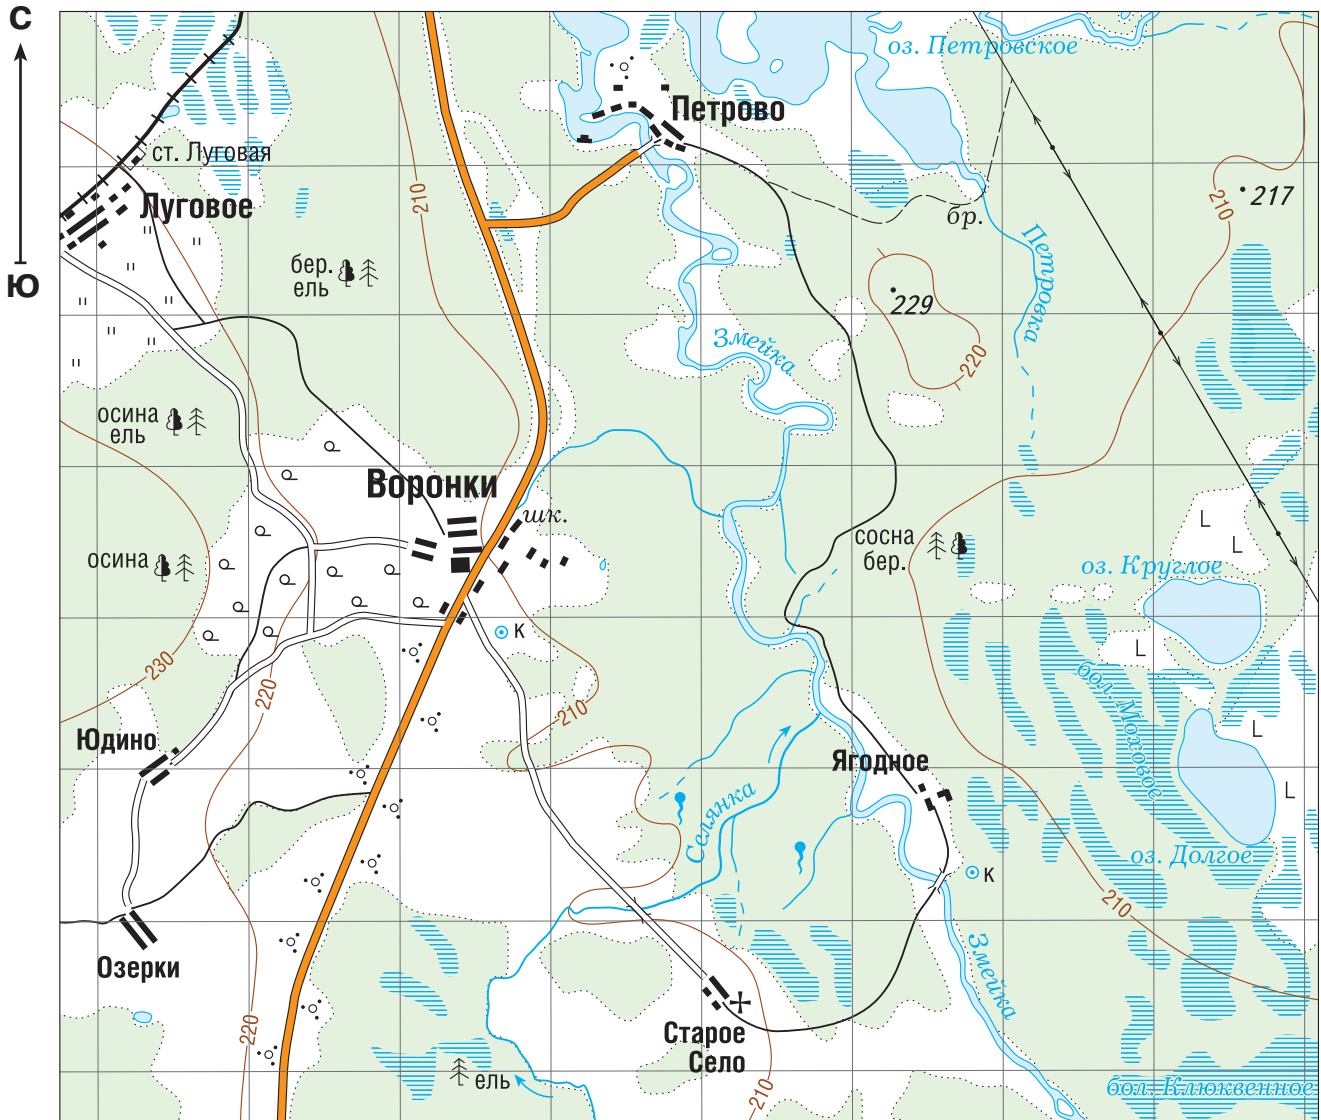 С
оз. Петровское
Петрово
ст. Луговая
210
217
Луговое
210
бр.
Петровка
бер.
ель
229
Ю
Змейка
220
осина
ель
Воронки
шк.
сосна
бер.
осина
оз. Круглое
К
230
220
бол. Моховое
210
Юдино
Ягодное
Селянка
оз. Долгое
К
210
Озерки
Змейка
220
Старое
Село
ель
210
бол. Клюквенное